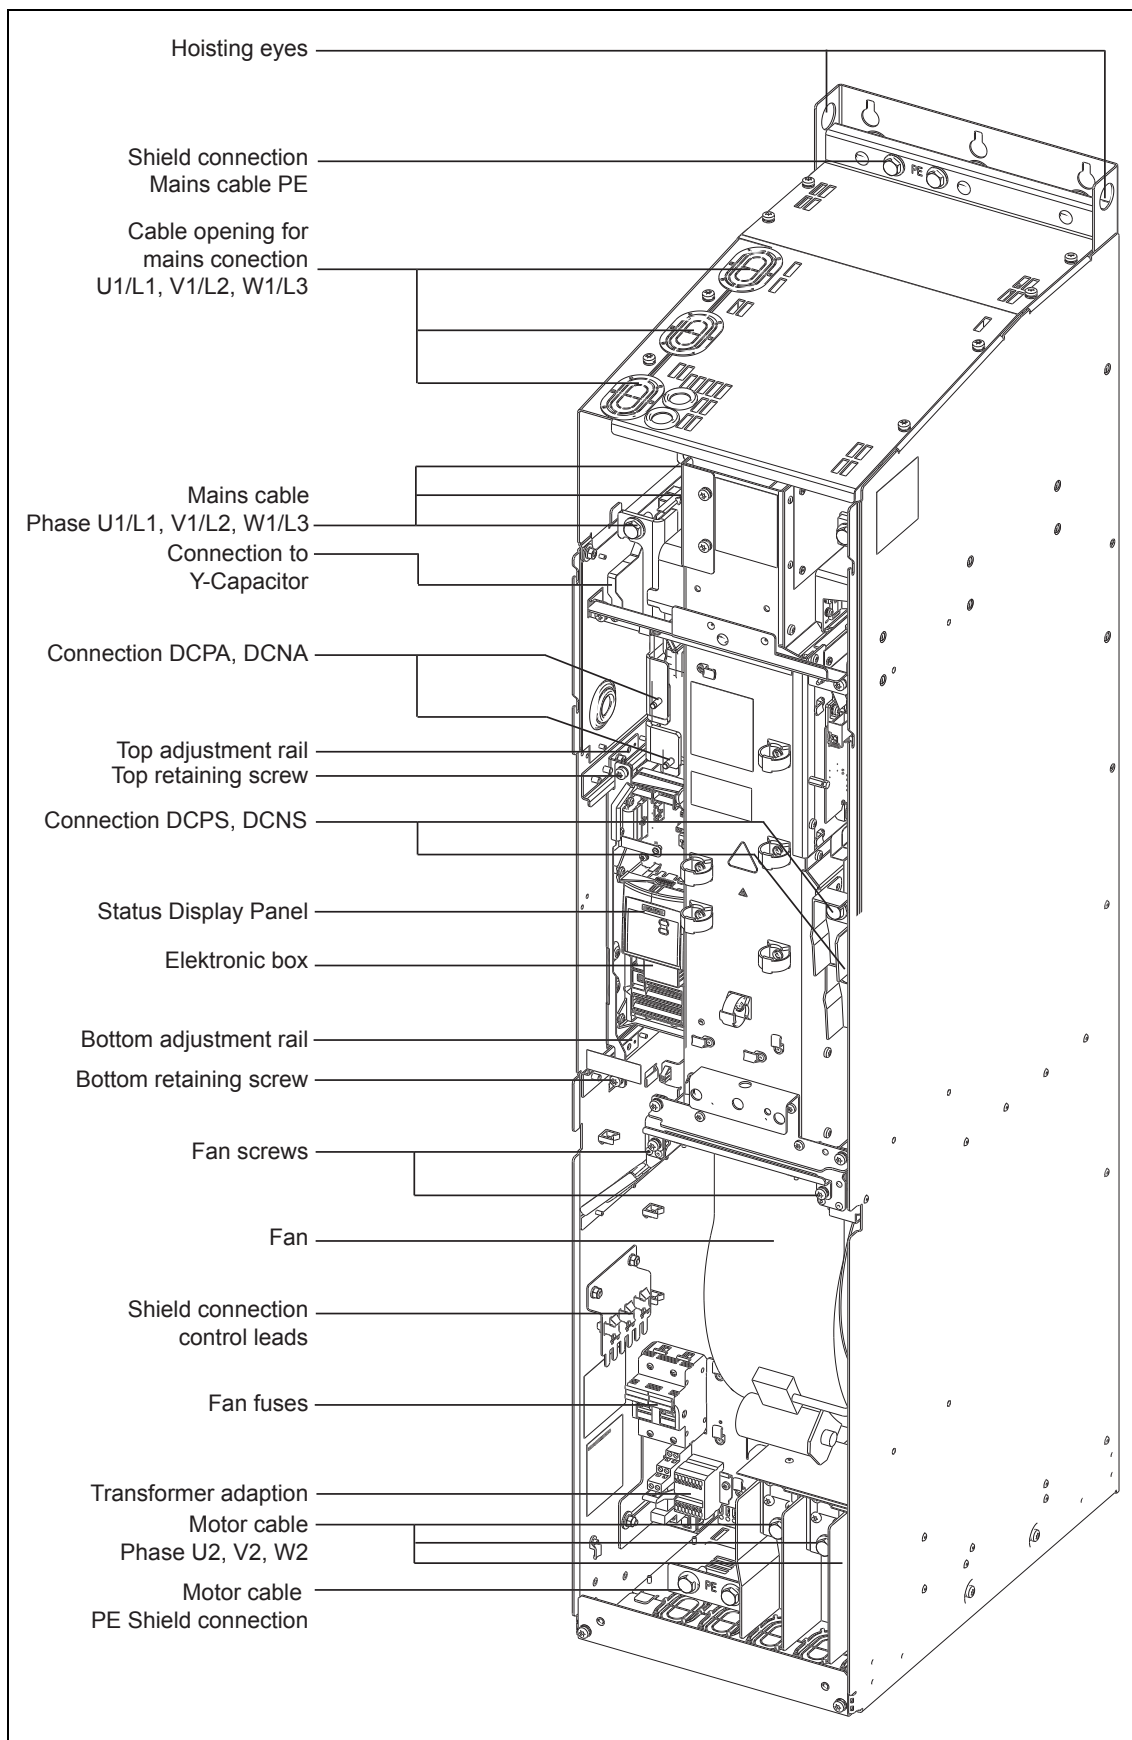 Hoisting eyes
Shield connection
Mains cable PE
PE
Cable opening for
mains conection
U1/L1, V1/L2, W1/L3
Mains cable
Phase U1/L1, V1/L2, W1/L3
Connection to
Y-Capacitor
Connection DCPA, DCNA
Top adjustment rail
Top retaining screw
Connection DCPS, DCNS
Status Display Panel
Elektronic box
Bottom adjustment rail
Bottom retaining screw
Fan screws
Fan
Shield connection
control leads
Fan fuses
Transformer adaption
Motor cable
Phase U2, V2, W2
Motor cable
PE Shield connection
PE